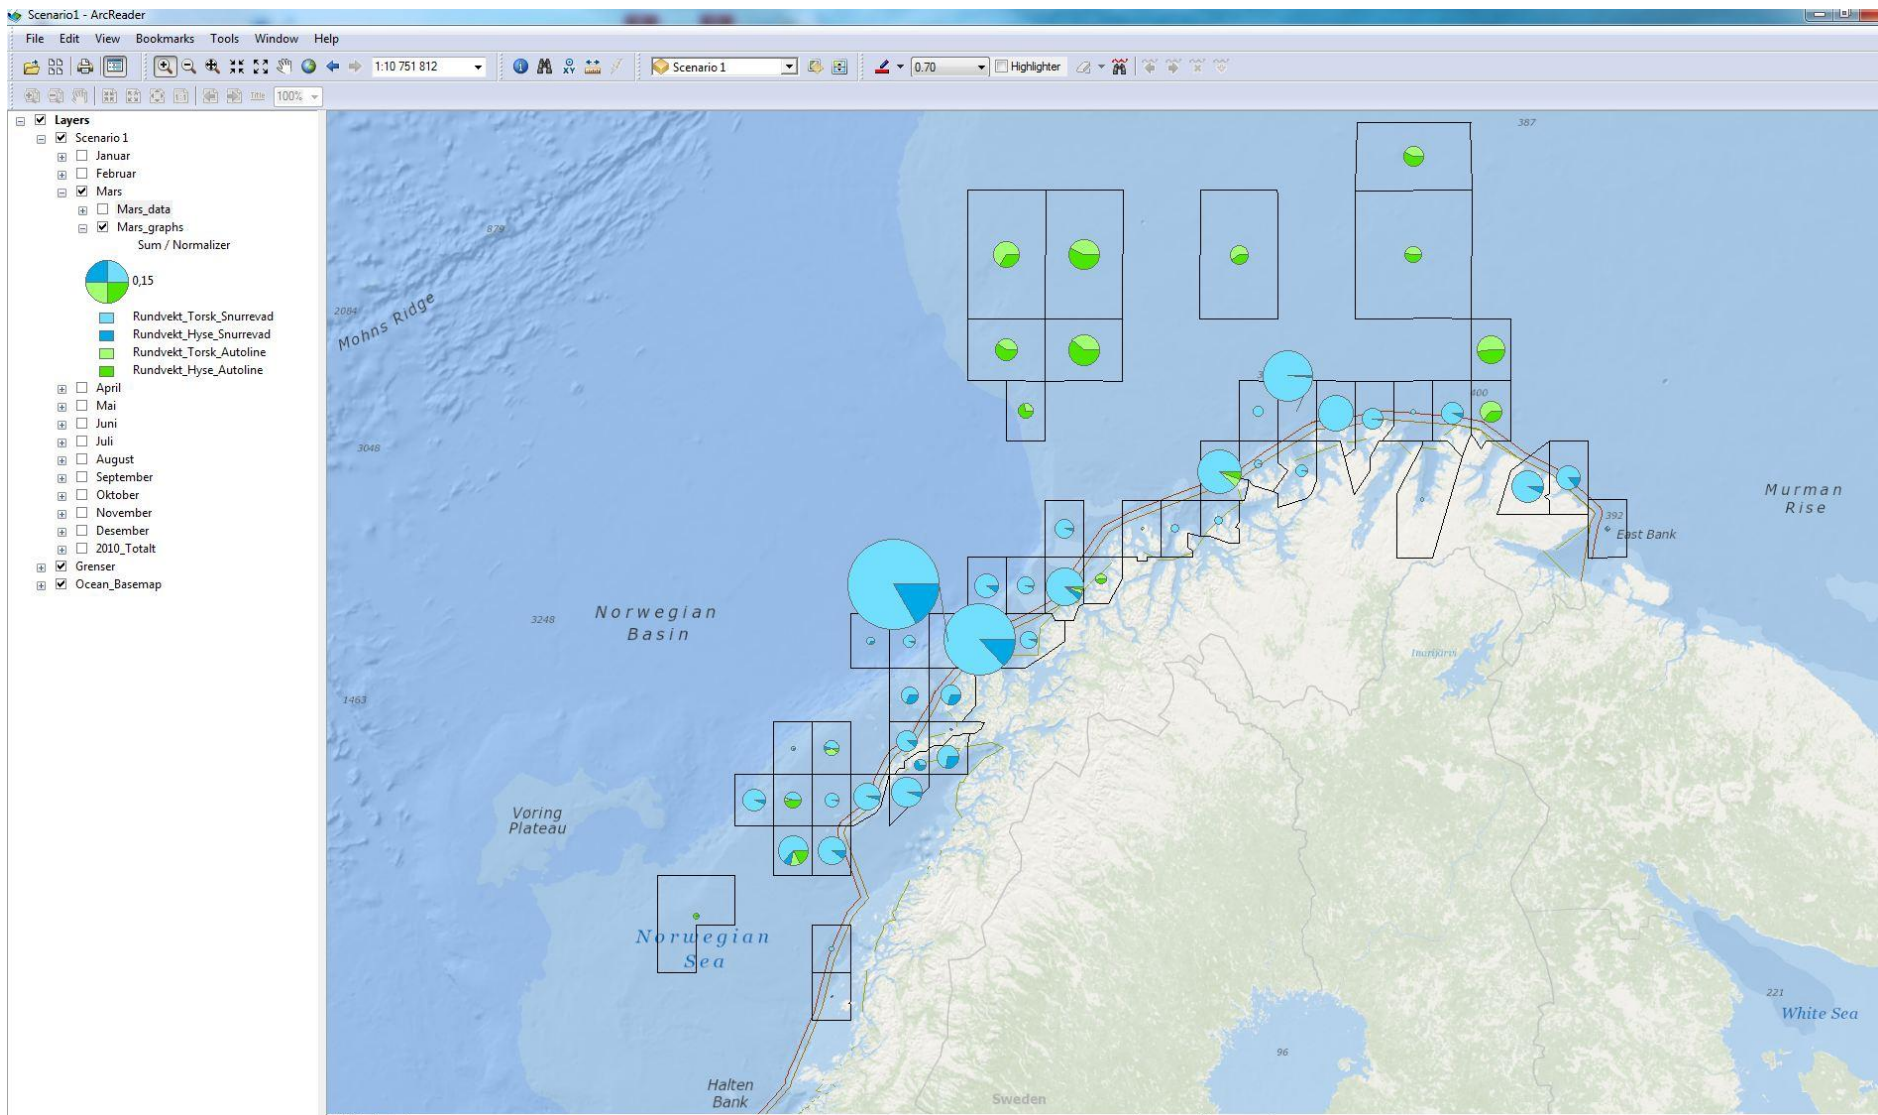 Scenario1 - ArcReader
File Edit View Bookmarks Tools Window Help
1:10 751 812
Scenario 1
0.70
Highlighter
Title
100%
Layers
Scenario 1
Januar
Februar
Mars
Mars_data
Mars_graphs
Sum / Normalizer
0,15
Rundvekt_Torsk_Snurrevad
Rundvekt_Hyse_Snurrevad
Rundvekt_Torsk_Autoline
Rundvekt_Hyse_Autoline
April
Mai
Juni
Juli
August
September
Oktober
November
Desember
2010_Totalt
Grenser
Ocean_Basemap
387
879
2084
Mohns Ridge
400
3048
Murman
Rise
392
East Bank
3248
Norwegian
Basin
Inarijärvi
1463
Vøring
Plateau
Norwegian
Sea
221
White Sea
96
Halten
Bank
Sweden